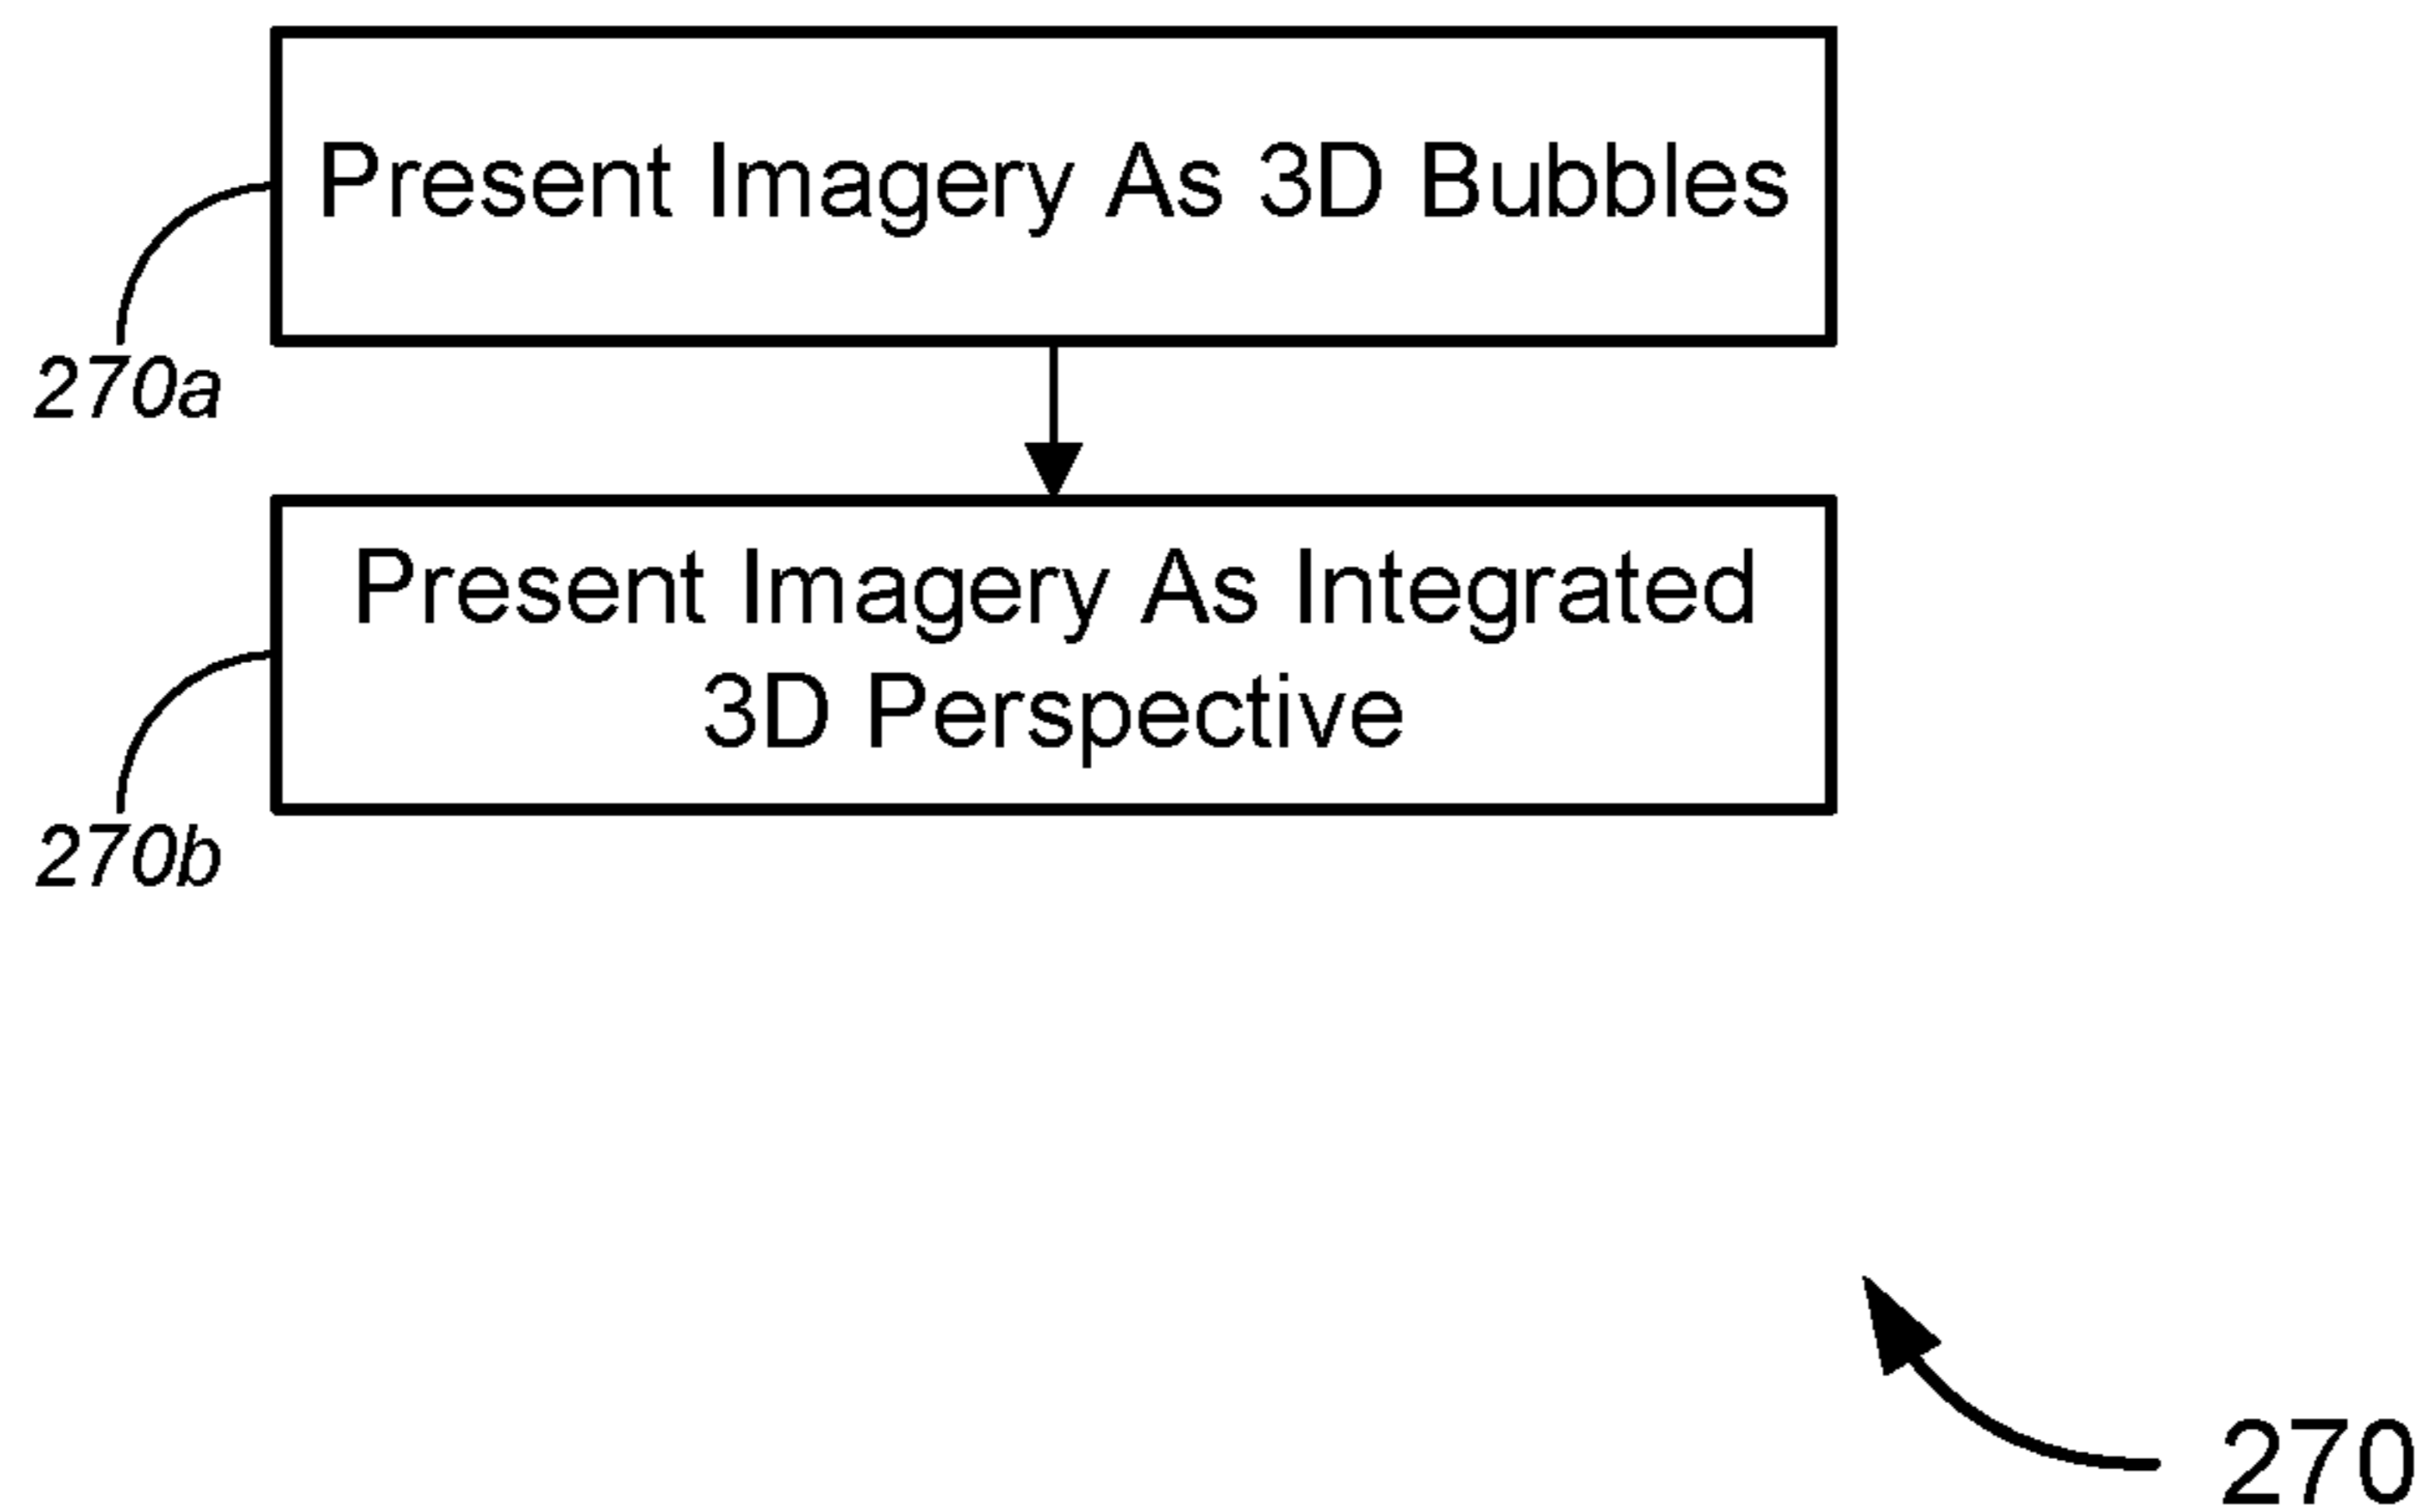 Present Imagery As 3D Bubbles
270a
Present Imagery As Integrated
3D Perspective
270b
270